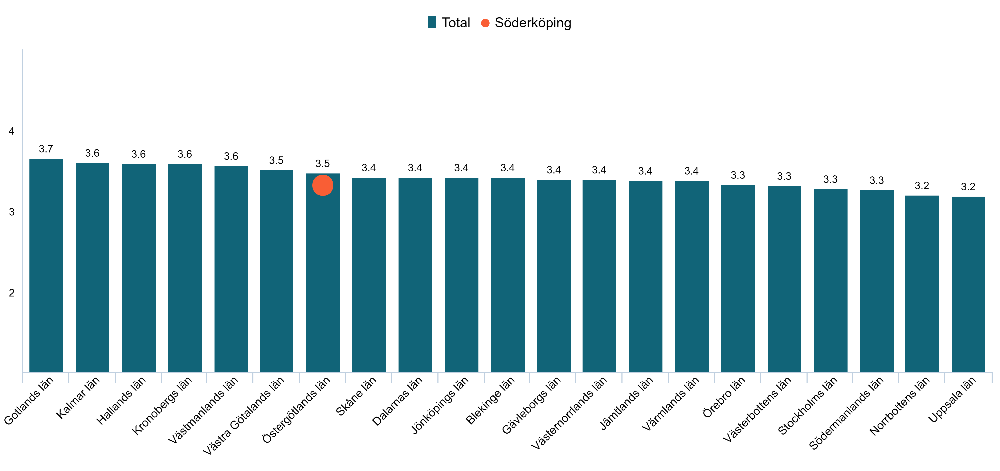 Total Söderköping
4
3
2
3.7 3.6 3.6 3.6 3.6 3.5 3.5 3.4 3.4 3.4 3.4 3.4 3.4 3.4 3.4 3.3 3.3 3.3 3.3 3.2 3.2
Gotlands län
Kalmar län
Hallands län
Kronobergs län
Västmanlands län
Västra Götalands län
Östergötlands län
Skåne län
Dalarnas län
Jönköpings län
Blekinge län
Gävleborgs län
Västernorrlands län
Jämtlands län
Värmlands län
Örebro län
Västerbottens län
Stockholms län
Södermanlands län
Norrbottens län
Uppsala län